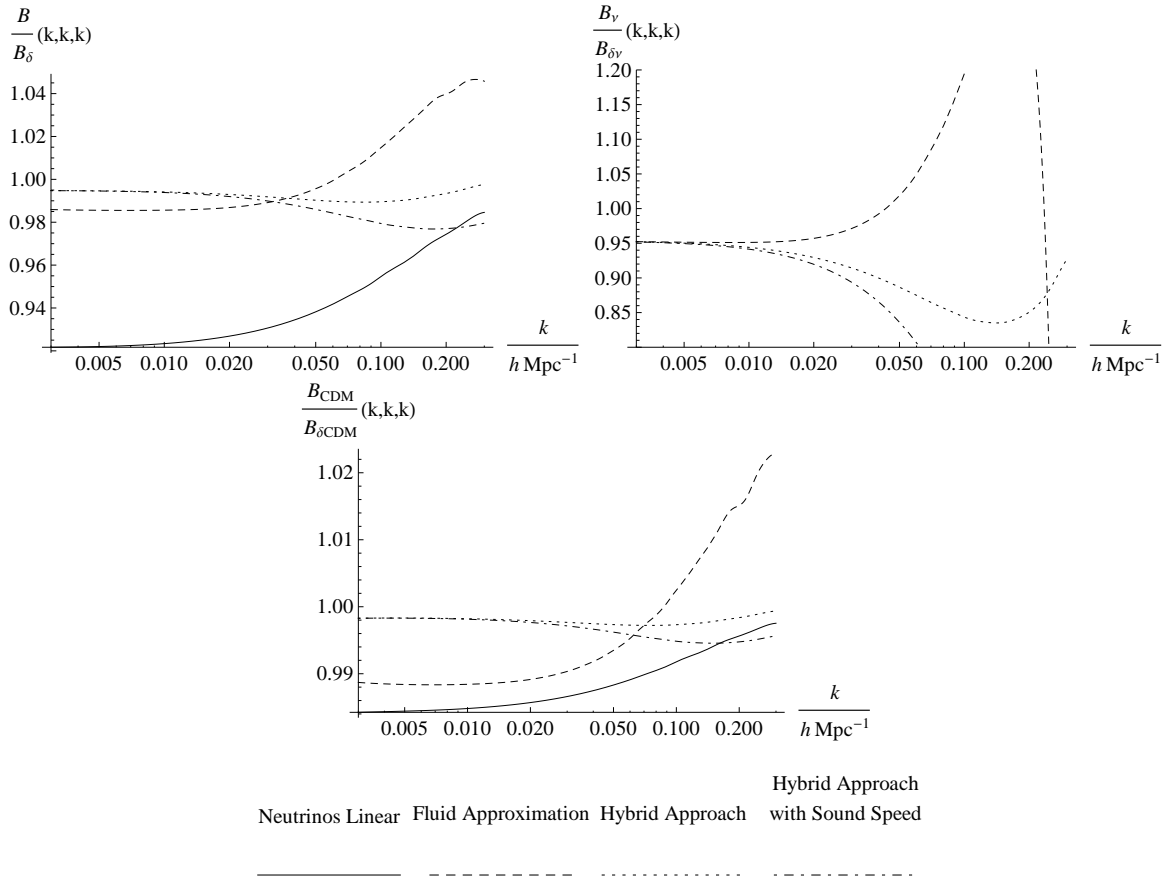 B
B_δ (k,k,k)
1.04
1.02
1.00
0.98
0.96
0.94
0.005 0.010 0.020 0.050 0.100 0.200
k
h Mpc⁻¹
B_ν
B_δν (k,k,k)
1.20
1.15
1.10
1.05
1.00
0.95
0.90
0.85
0.005 0.010 0.020 0.050 0.100 0.200
k
h Mpc⁻¹
B_CDM
B_δCDM (k,k,k)
1.02
1.01
1.00
0.99
0.005 0.010 0.020 0.050 0.100 0.200
k
h Mpc⁻¹
Neutrinos Linear
Fluid Approximation
Hybrid Approach
Hybrid Approach
with Sound Speed